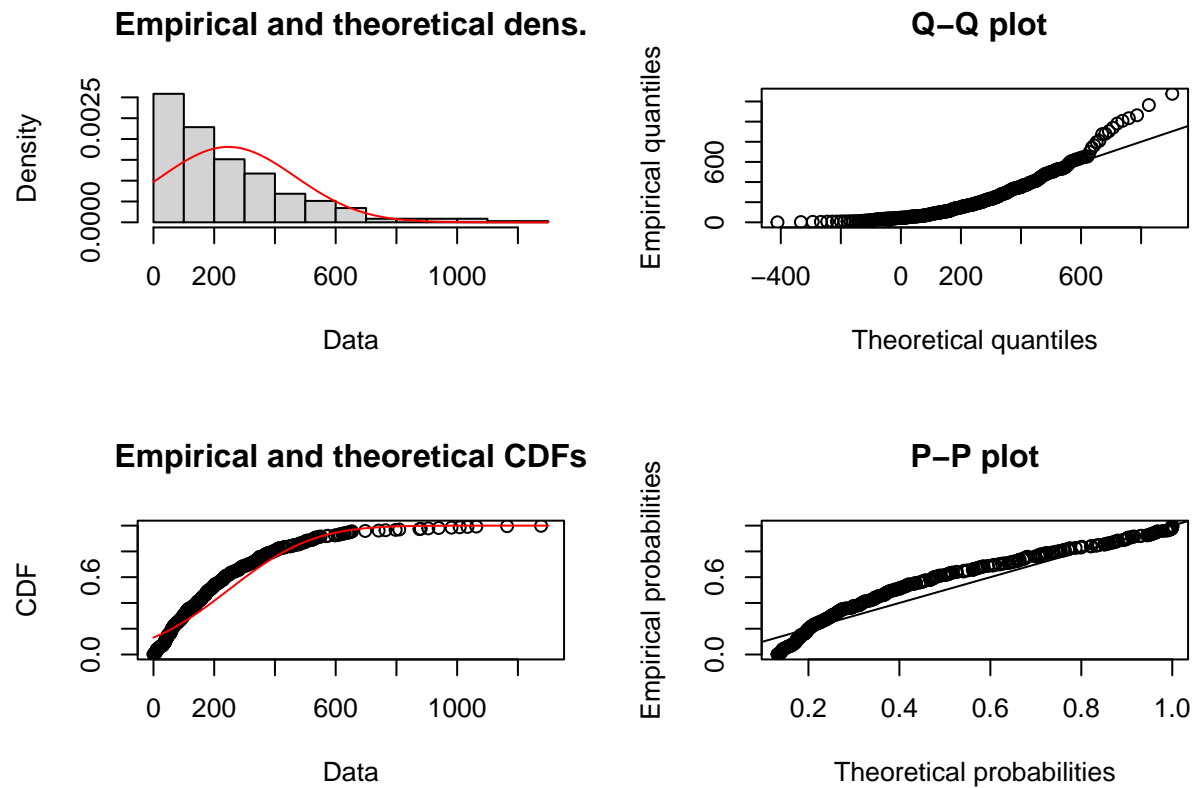 Empirical and theoretical dens.
Density
0.0000 0.0025
0 200 600 1000
Data
Q−Q plot
Empirical quantiles
0 600
−400 0 200 600
Theoretical quantiles
Empirical and theoretical CDFs
CDF
0.0 0.6
0 200 600 1000
Data
P−P plot
Empirical probabilities
0.0 0.6
0.2 0.4 0.6 0.8 1.0
Theoretical probabilities